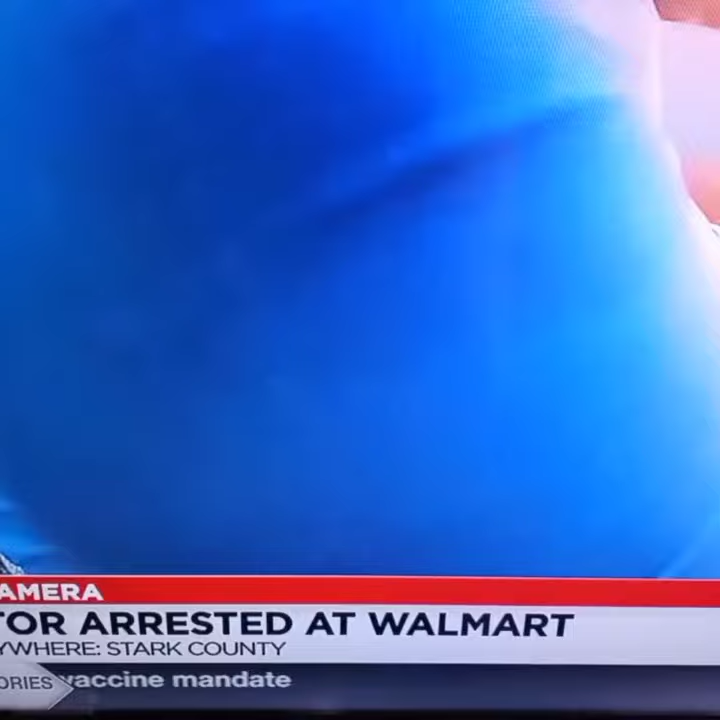 AMERA
TOR ARRESTED AT WALMART
YWHERE: STARK COUNTY
ORIES vaccine mandate